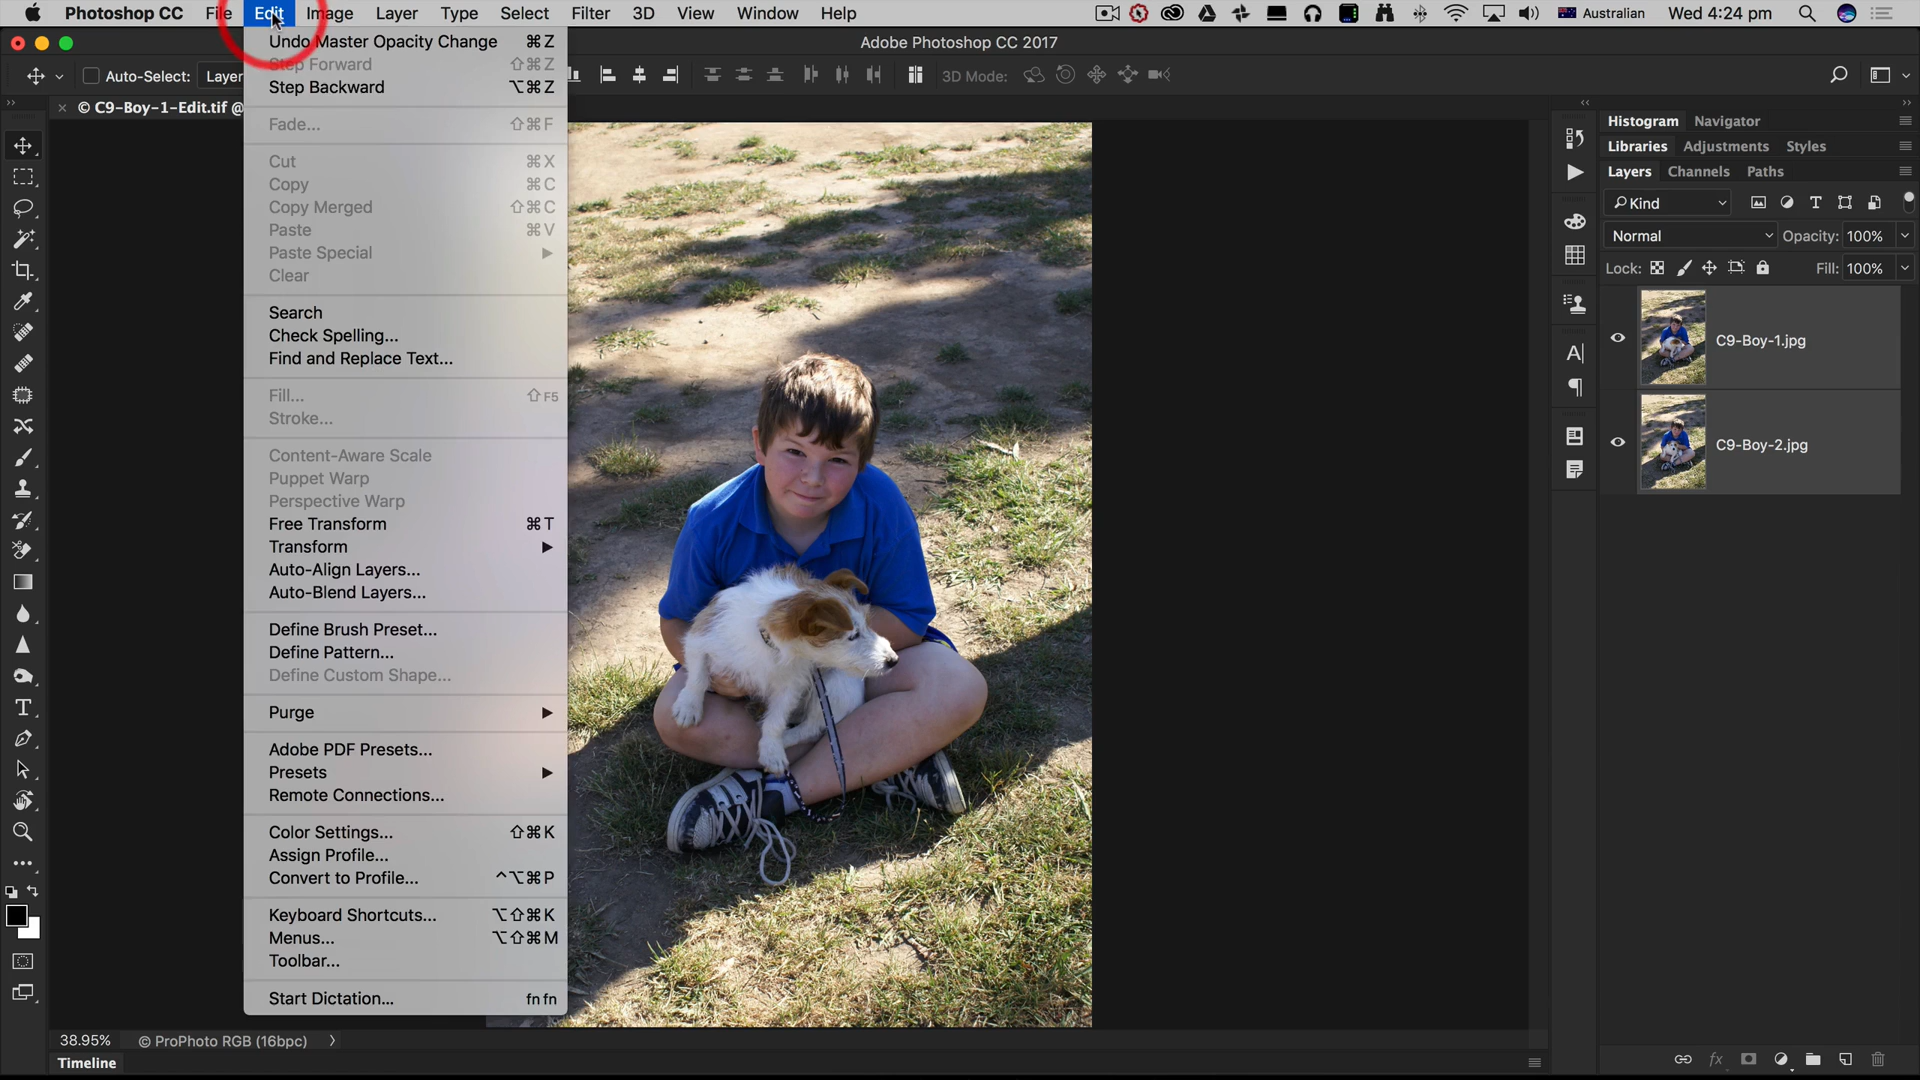 Photoshop CC File Edit Image Layer Type Select Filter 3D View Window Help Australian Wed 4:24 pm
Adobe Photoshop CC 2017
Auto-Select: Layer 3D Mode:
© C9-Boy-1-Edit.tif @
Undo Master Opacity Change ⌘Z
Step Forward ⇧⌘Z
Step Backward ⌥⌘Z
Fade... ⇧⌘F
Cut ⌘X
Copy ⌘C
Copy Merged ⇧⌘C
Paste ⌘V
Paste Special
Clear
Search
Check Spelling...
Find and Replace Text...
Fill... ⇧F5
Stroke...
Content-Aware Scale
Puppet Warp
Perspective Warp
Free Transform ⌘T
Transform
Auto-Align Layers...
Auto-Blend Layers...
Define Brush Preset...
Define Pattern...
Define Custom Shape...
Purge
Adobe PDF Presets...
Presets
Remote Connections...
Color Settings... ⇧⌘K
Assign Profile...
Convert to Profile... ^⌥⌘P
Keyboard Shortcuts... ⌥⇧⌘K
Menus... ⌥⇧⌘M
Toolbar...
Start Dictation... fn fn
Histogram Navigator
Libraries Adjustments Styles
Layers Channels Paths
Kind
Normal Opacity: 100%
Lock: Fill: 100%
C9-Boy-1.jpg
C9-Boy-2.jpg
38.95% © ProPhoto RGB (16bpc)
Timeline